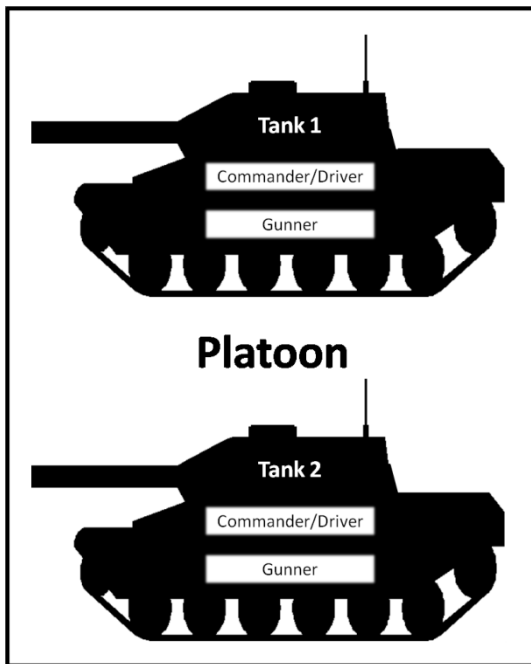 Tank 1
Commander/Driver
Gunner
Platoon
Tank 2
Commander/Driver
Gunner